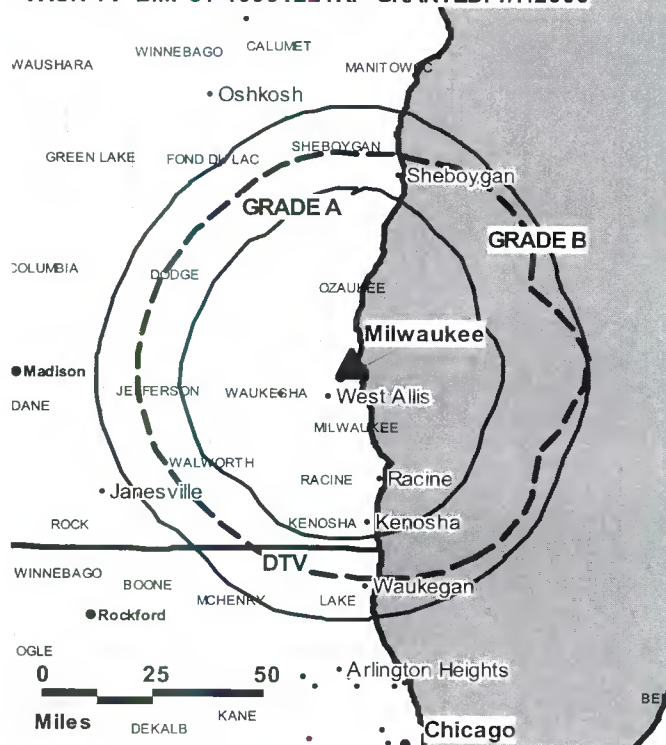 CALUMET
WINNEBAGO
WAUSHARA
MANITOWOC
Oshkosh
SHEBOYGAN
GREEN LAKE
FOND DU LAC
Sheboygan
GRADE A
GRADE B
COLUMBIA
DODGE
OZAUKEE
Milwaukee
Madison
JEFFERSON
WAUKESHA
West Allis
DANE
MILWAUKEE
WALWORTH
RACINE
Racine
Janesville
ROCK
KENOSHA
Kenosha
DTV
WINNEBAGO
BOONE
Waukegan
MCHENRY
LAKE
Rockford
OGLE
Arlington Heights
0 25 50
Miles
KANE
DEKALB
Chicago